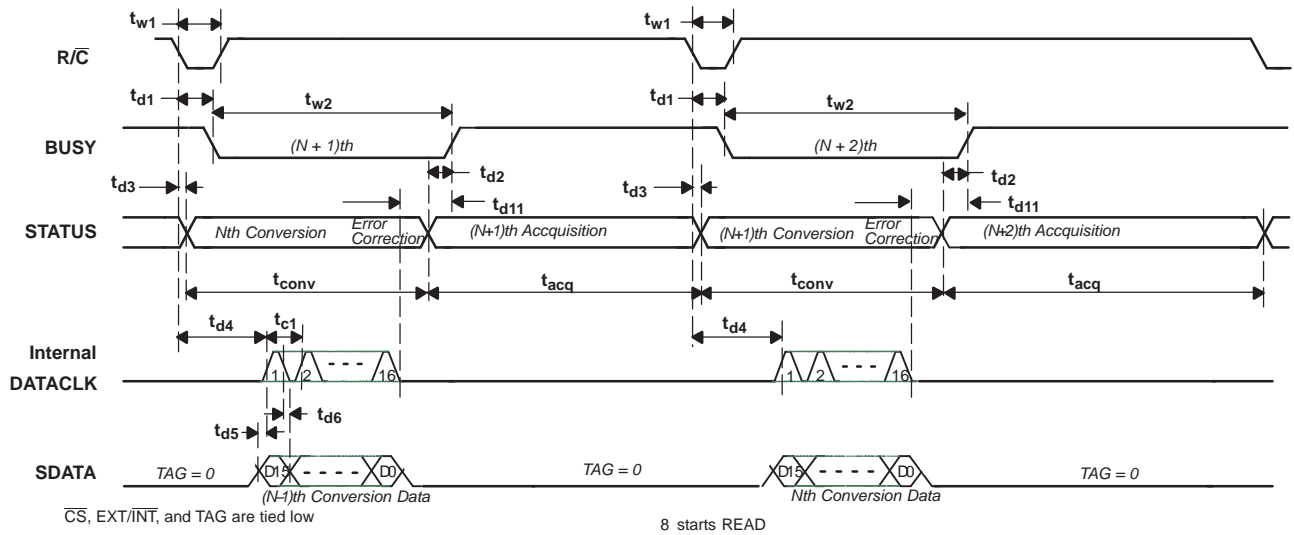 tw1 tw1
R/C
td1 tw2 td1 tw2
BUSY (N + 1)th (N + 2)th
td3 td2 td3 td2
td11 td11
STATUS Nth Conversion Error Correction (N+1)th Accquisition (N+1)th Conversion Error Correction (N+2)th Accquisition
tconv tacq tconv tacq
td4 tc1 td4
Internal
DATACLK 1 2 - - - 16 1 2 - - - 16
td5 td6
SDATA TAG = 0 D15 - - - - - D0 TAG = 0 D15 - - - - - D0 TAG = 0
(N–1)th Conversion Data Nth Conversion Data
CS, EXT/INT, and TAG are tied low
8 starts READ